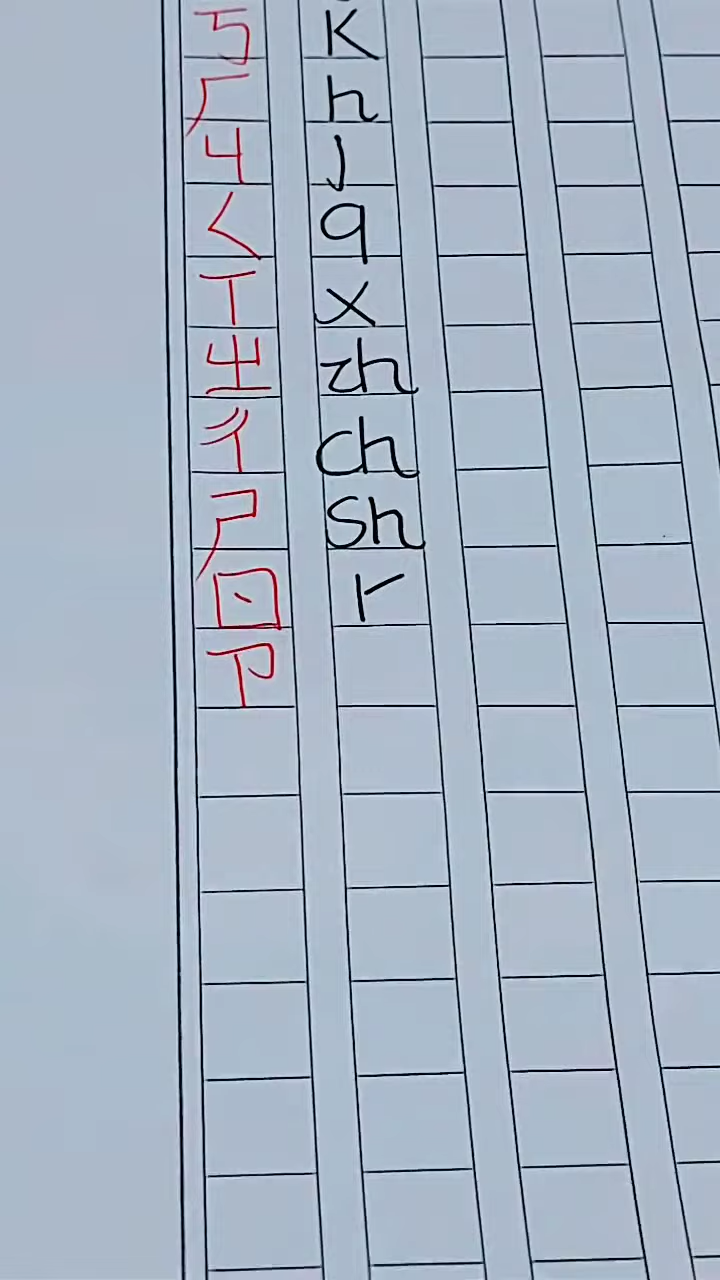 ㄎ k
ㄏ h
ㄐ j
ㄑ q
ㄒ x
ㄓ zh
ㄔ ch
ㄕ sh
ㄖ r
ㄗ